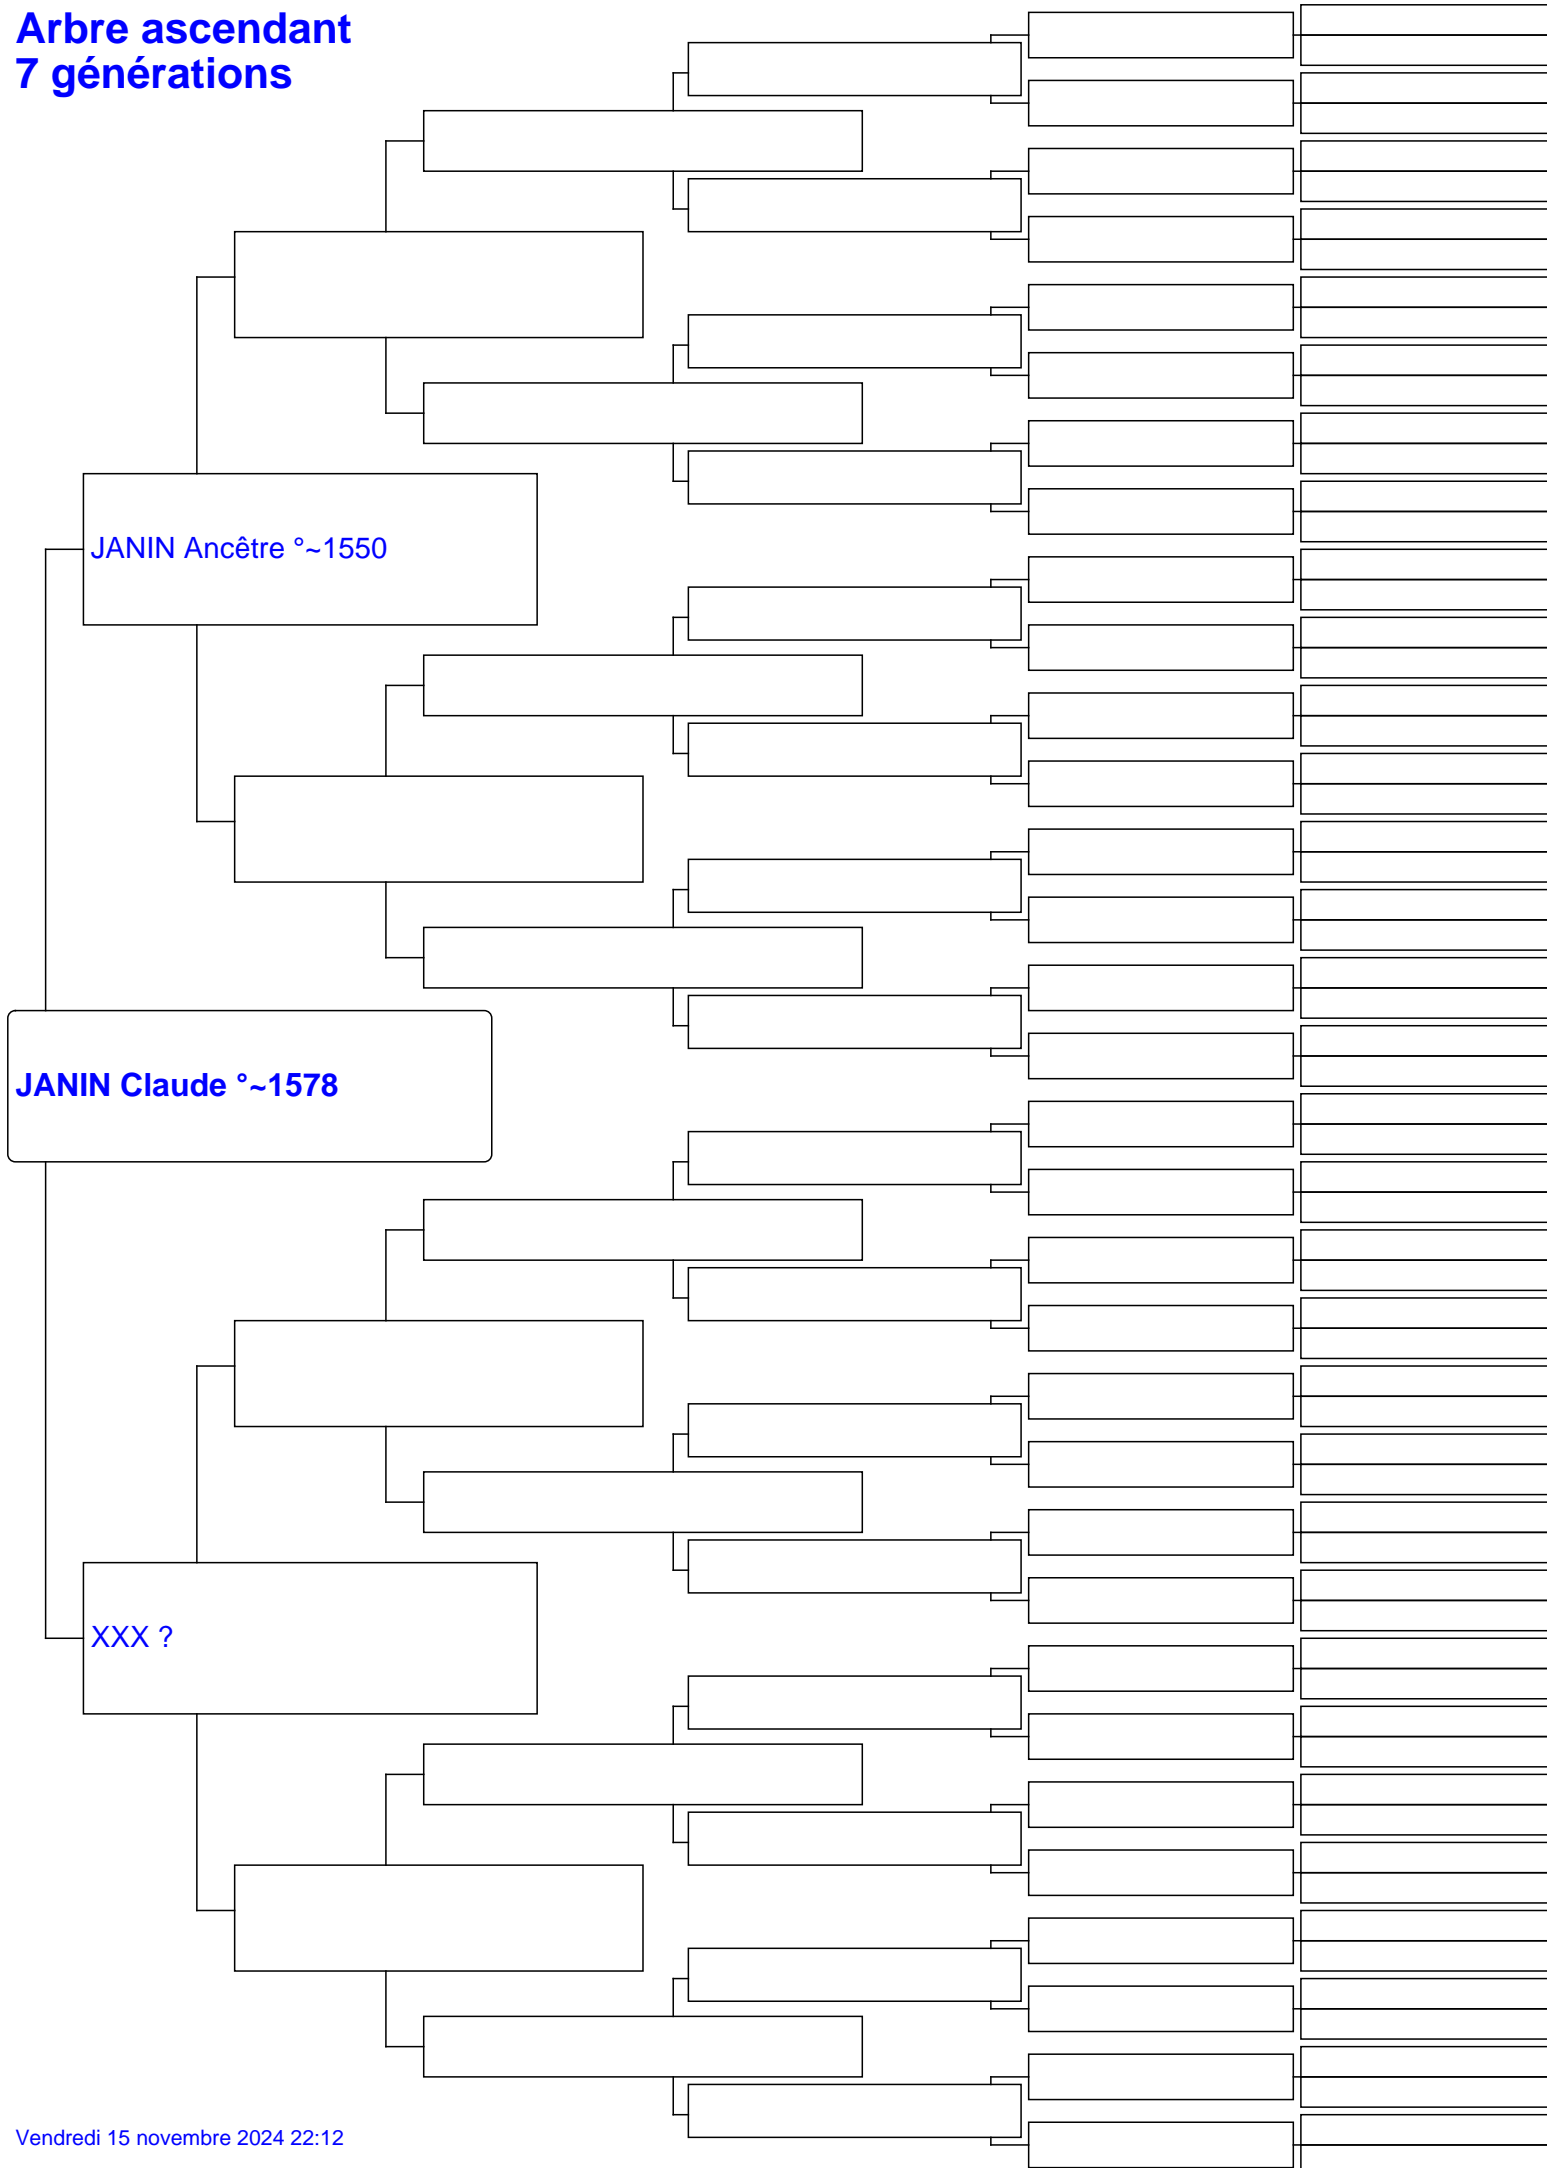 Arbre ascendant
7 générations
JANIN Ancêtre °~1550
JANIN Claude °~1578
XXX ?
Vendredi 15 novembre 2024 22:12